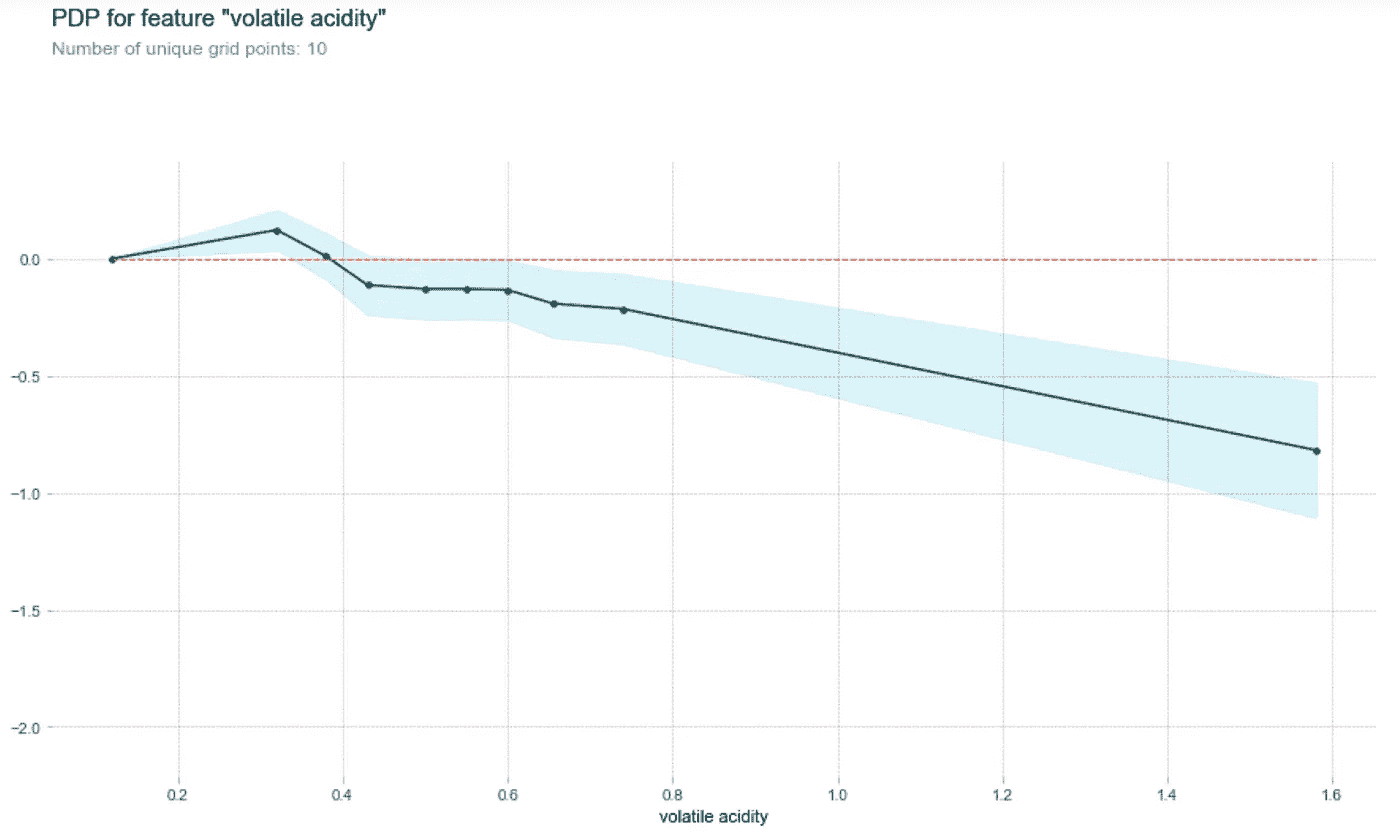 PDP for feature "volatile acidity"
Number of unique grid points: 10
0.0
−0.5
−1.0
−1.5
−2.0
0.2 0.4 0.6 0.8 1.0 1.2 1.4 1.6
volatile acidity